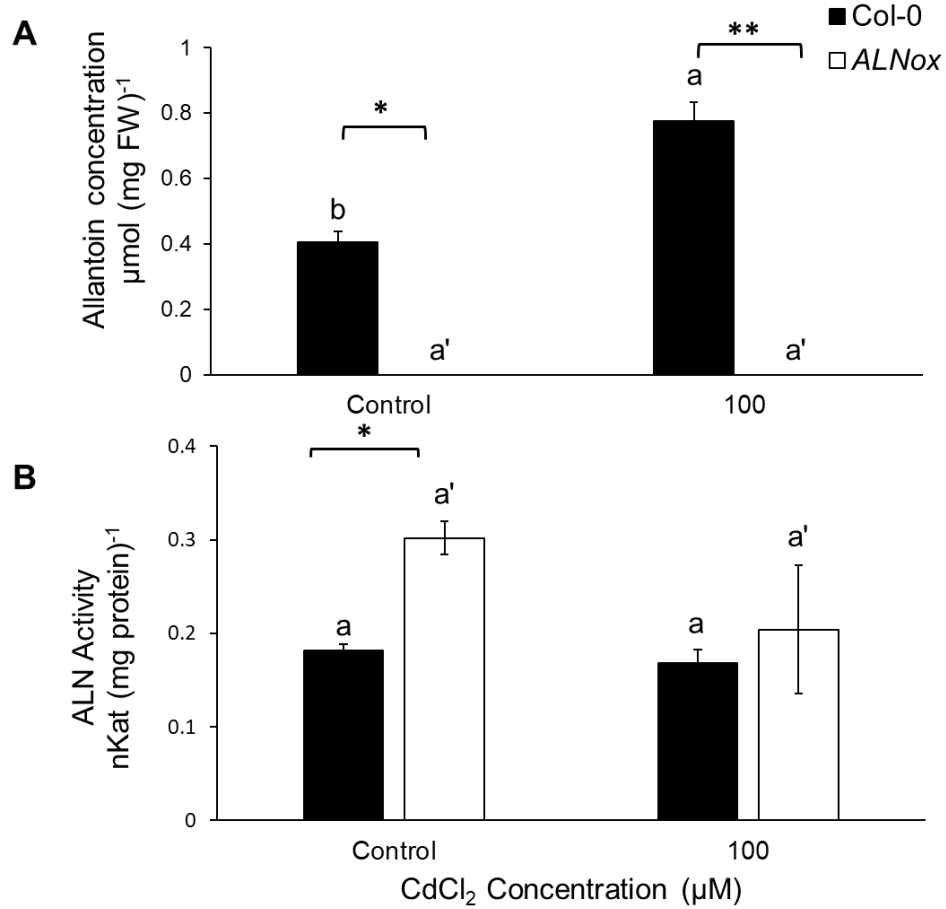 A
■ Col-0
□ ALNox
Allantoin concentration
µmol (mg FW)⁻¹
1
0.8
0.6
0.4
0.2
0
*
**
b
a'
a
a'
Control
100
B
ALN Activity
nKat (mg protein)⁻¹
0.4
0.3
0.2
0.1
0
*
a
a'
a
a'
Control
100
CdCl₂ Concentration (µM)